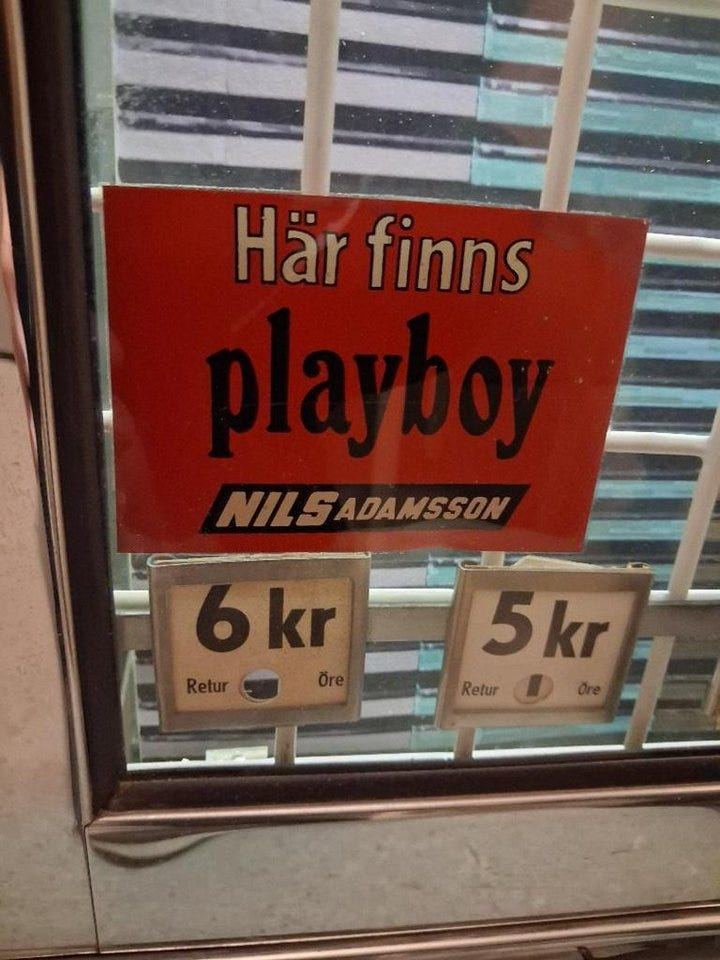 Här finns
playboy
NILS ADAMSSON
6 kr
Retur Öre
5 kr
Retur Öre